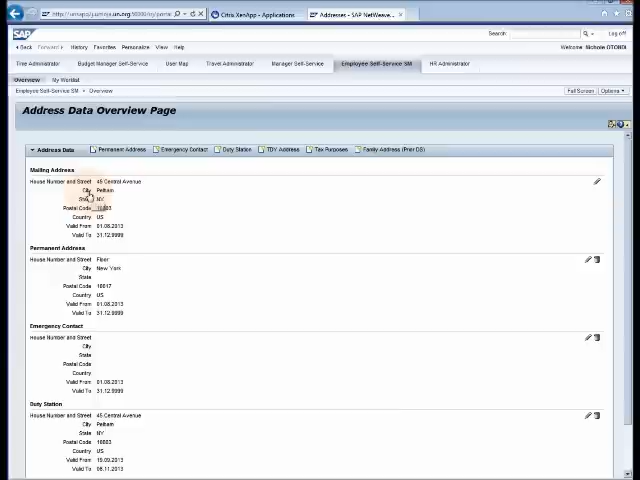 Citrix XenApp - Applications
Addresses - SAP NetWeave...
SAP
Search:
Log off
Back Forward History Favorites Personalize View Help
Welcome: Nichole OTONDI
Time Administrator Budget Manager Self-Service User Map Travel Administrator Manager Self-Service Employee Self-Service SM HR Administrator
Overview My Worklist
Employee Self-Service SM > Overview
Full Screen Options
Address Data Overview Page
Address Data Permanent Address Emergency Contact Duty Station TDY Address Tax Purposes Family Address (Prior DS)
Mailing Address
House Number and Street 45 Central Avenue
City Pelham
State NY
Postal Code 10803
Country US
Valid From 01.08.2013
Valid To 31.12.9999
Permanent Address
House Number and Street Floor
City New York
State
Postal Code 10017
Country US
Valid From 01.08.2013
Valid To 31.12.9999
Emergency Contact
House Number and Street
City
State
Postal Code
Country
Valid From 01.08.2013
Valid To 31.12.9999
Duty Station
House Number and Street 45 Central Avenue
City Pelham
State NY
Postal Code 10803
Country US
Valid From 19.09.2013
Valid To 08.11.2013